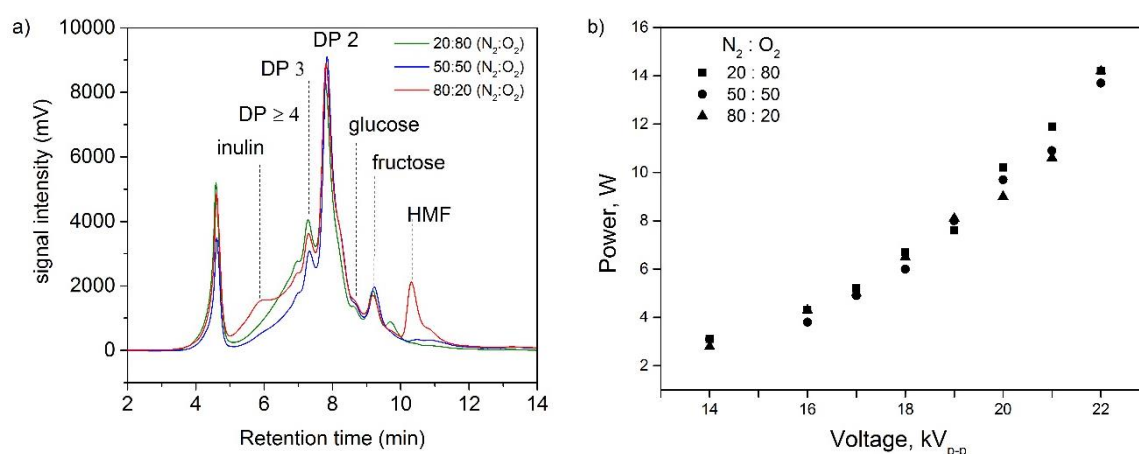 a)
10000
8000
6000
4000
2000
0
signal intensity (mV)
2 4 6 8 10 12 14
Retention time (min)
inulin
DP ≥ 4
DP 3
DP 2
glucose
fructose
HMF
20:80 (N₂:O₂)
50:50 (N₂:O₂)
80:20 (N₂:O₂)
b)
16
14
12
10
8
6
4
2
Power, W
14 16 18 20 22
Voltage, kVp-p
N₂ : O₂
20 : 80
50 : 50
80 : 20